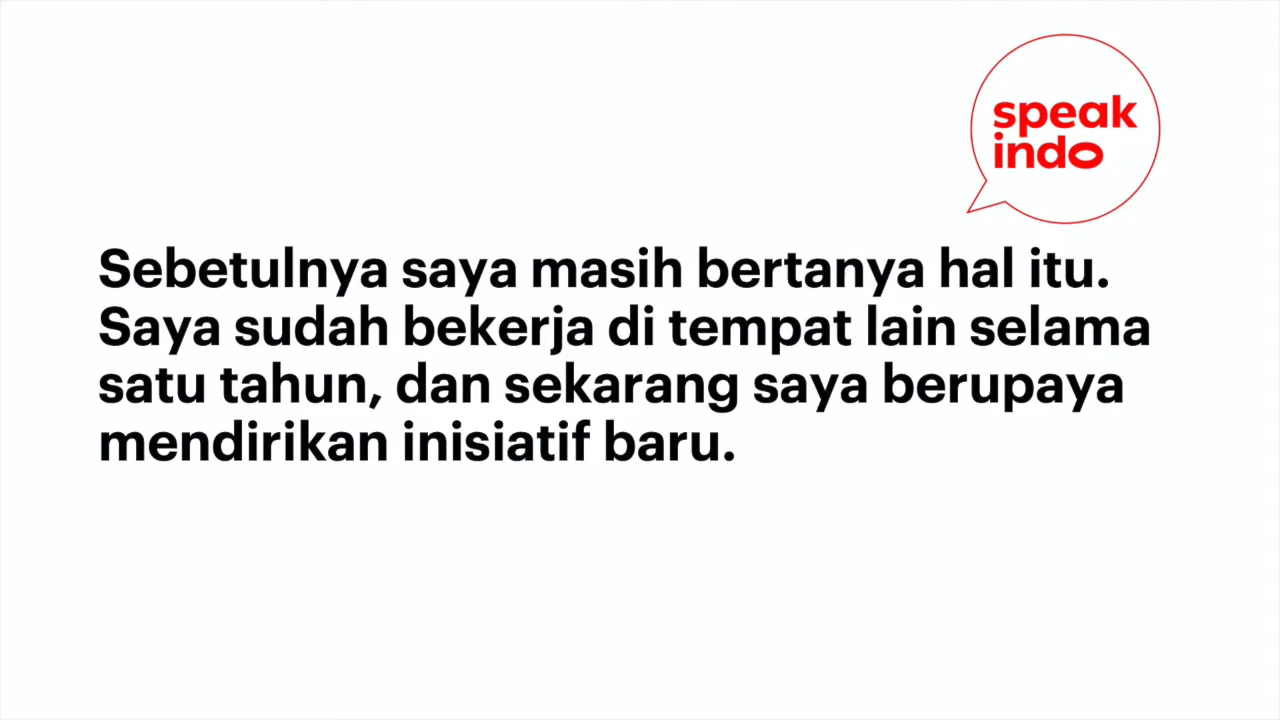 speak
indo
Sebetulnya saya masih bertanya hal itu.
Saya sudah bekerja di tempat lain selama
satu tahun, dan sekarang saya berupaya
mendirikan inisiatif baru.